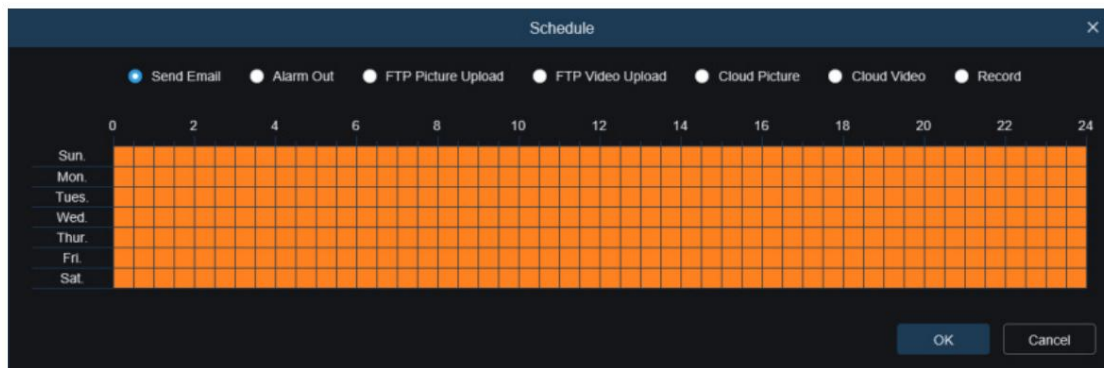 Schedule
Send Email Alarm Out FTP Picture Upload FTP Video Upload Cloud Picture Cloud Video Record
0 2 4 6 8 10 12 14 16 18 20 22 24
Sun.
Mon.
Tues.
Wed.
Thur.
Fri.
Sat.
OK Cancel